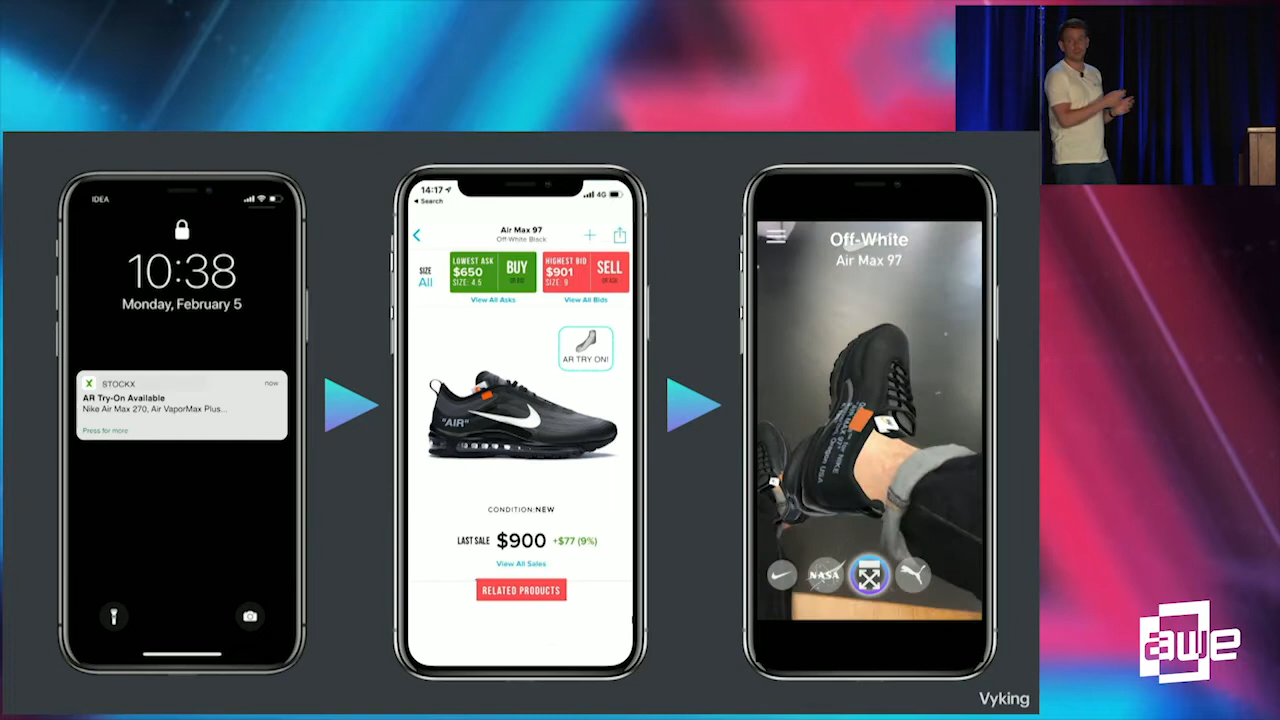 IDEA
10:38
Monday, February 5
STOCKX
now
AR Try-On Available
Nike Air Max 270, Air VaporMax Plus...
Press for more
14:17
4G
Search
Air Max 97
Off-White Black
SIZE
All
LOWEST ASK
$650
SIZE: 4.5
BUY
OR BID
HIGHEST BID
$901
SIZE: 9
SELL
OR ASK
View All Asks
View All Bids
AR TRY ON!
"AIR"
CONDITION: NEW
LAST SALE $900 +$77 (9%)
View All Sales
RELATED PRODUCTS
Off-White
Air Max 97
NASA
Vyking
awe